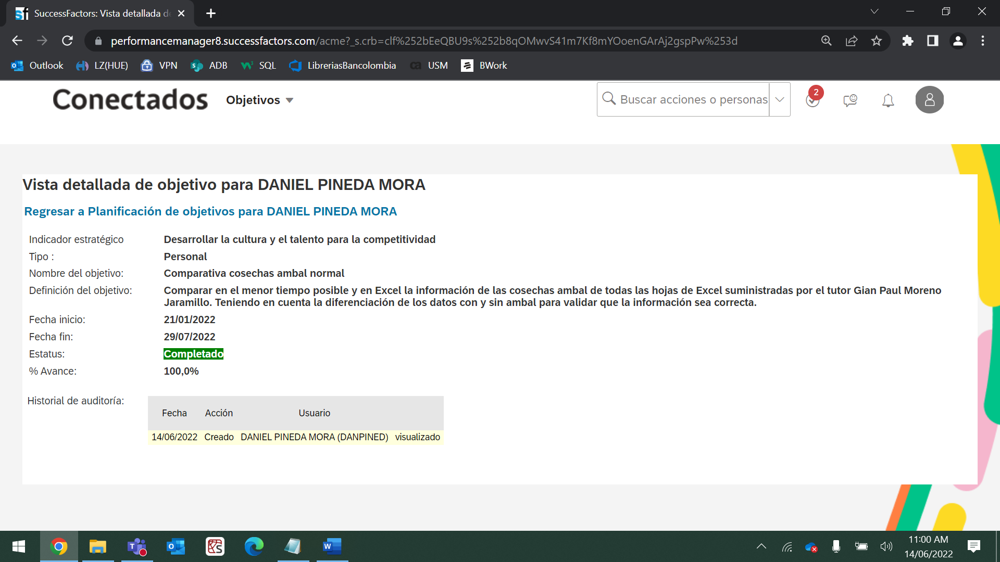 SuccessFactors: Vista detallada de
performancemanager8.successfactors.com/acme?_s.crb=clf%252bEeQBU9s%252b8qOMwvS41m7Kf8mYOoenGArAj2gspPw%253d
Outlook LZ(HUE) VPN ADB SQL LibreriasBancolombia USM BWork
Conectados Objetivos Buscar acciones o personas 2
Vista detallada de objetivo para DANIEL PINEDA MORA
Regresar a Planificación de objetivos para DANIEL PINEDA MORA
Indicador estratégico Desarrollar la cultura y el talento para la competitividad
Tipo : Personal
Nombre del objetivo: Comparativa cosechas ambal normal
Definición del objetivo: Comparar en el menor tiempo posible y en Excel la información de las cosechas ambal de todas las hojas de Excel suministradas por el tutor Gian Paul Moreno
Jaramillo. Teniendo en cuenta la diferenciación de los datos con y sin ambal para validar que la información sea correcta.
Fecha inicio: 21/01/2022
Fecha fin: 29/07/2022
Estatus: Completado
% Avance: 100,0%
Historial de auditoría:
Fecha Acción Usuario
14/06/2022 Creado DANIEL PINEDA MORA (DANPINED) visualizado
11:00 AM
14/06/2022